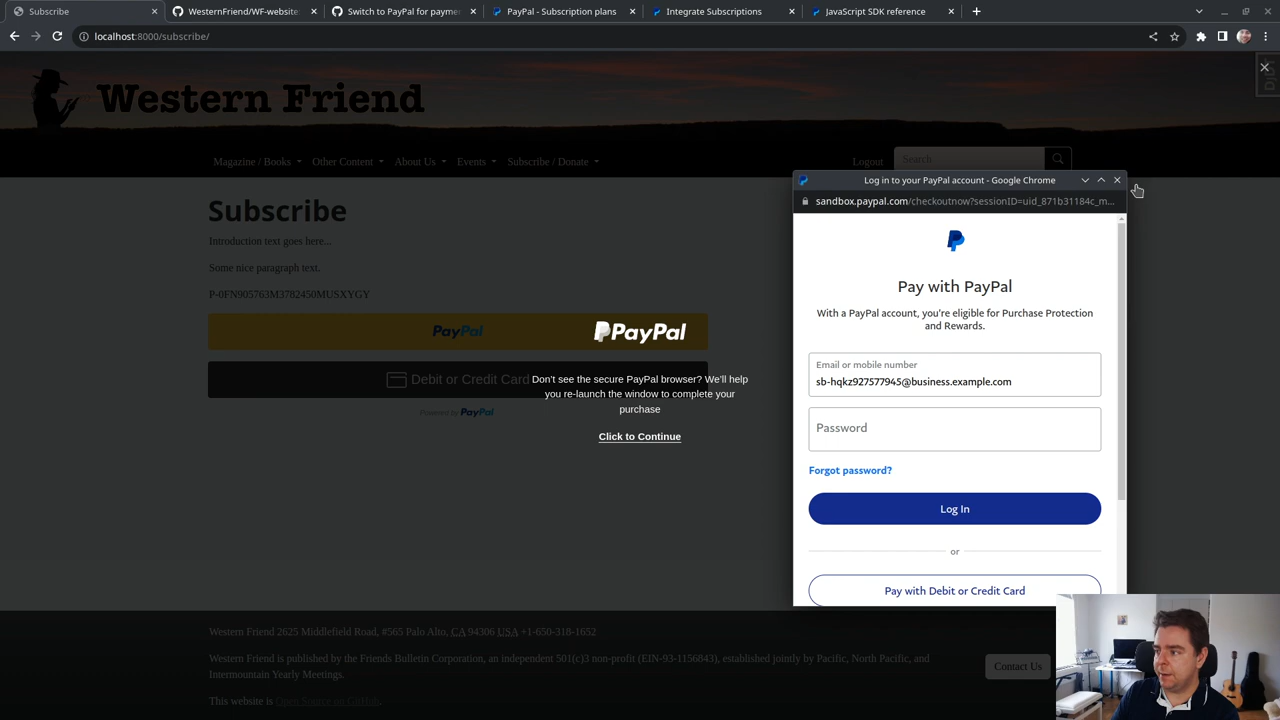 Subscribe
WesternFriend/WF-website:
Switch to PayPal for paymen
PayPal - Subscription plans
Integrate Subscriptions
JavaScript SDK reference
localhost:8000/subscribe/
Western Friend
Magazine / Books
Other Content
About Us
Events
Subscribe / Donate
Logout
Search
Subscribe
Introduction text goes here...
Some nice paragraph text.
P-0FN905763M3782450MUSXYGY
PayPal
PayPal
Debit or Credit Card
Powered by PayPal
Don't see the secure PayPal browser? We'll help
you re-launch the window to complete your
purchase
Click to Continue
Log in to your PayPal account - Google Chrome
sandbox.paypal.com/checkoutnow?sessionID=uid_871b31184c_m...
Pay with PayPal
With a PayPal account, you're eligible for Purchase Protection
and Rewards.
Email or mobile number
sb-hqkz927577945@business.example.com
Password
Forgot password?
Log In
or
Pay with Debit or Credit Card
Western Friend 2625 Middlefield Road, #565 Palo Alto, CA 94306 USA +1-650-318-1652
Western Friend is published by the Friends Bulletin Corporation, an independent 501(c)3 non-profit (EIN-93-1156843), established jointly by Pacific, North Pacific, and
Intermountain Yearly Meetings.
Contact Us
This website is Open Source on GitHub.